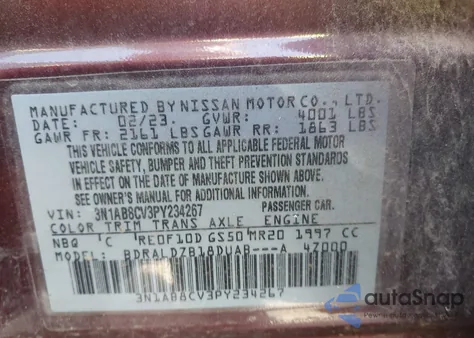 MANUFACTURED BY NISSAN MOTOR CO., LTD.
DATE: 02/23. GVWR: 4001 LBS
GAWR FR: 2161 LBS GAWR RR: 1863 LBS
THIS VEHICLE CONFORMS TO ALL APPLICABLE FEDERAL MOTOR
VEHICLE SAFETY, BUMPER AND THEFT PREVENTION STANDARDS
IN EFFECT ON THE DATE OF MANUFACTURE SHOWN ABOVE.
SEE OWNER'S MANUAL FOR ADDITIONAL INFORMATION.
VIN: 3N1AB8CV3PY234267 PASSENGER CAR.
COLOR TRIM TRANS AXLE ENGINE
NBQ C RE0F10D GS50 MR20 1997 CC
MODEL: BDRALDZB18DUAB---A 4Z000
3N1AB8CV3PY234267
autoSnap